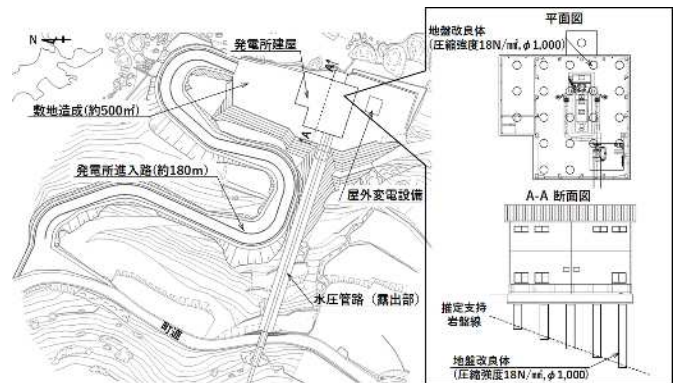 N
発電所建屋
A'
敷地造成(約500㎡)
A
発電所進入路(約180m)
屋外変電設備
水圧管路（露出部）
町道
平面図
地盤改良体
(圧縮強度18N/㎟, φ1,000)
A-A 断面図
推定支持
岩盤線
地盤改良体
(圧縮強度18N/㎟, φ1,000)